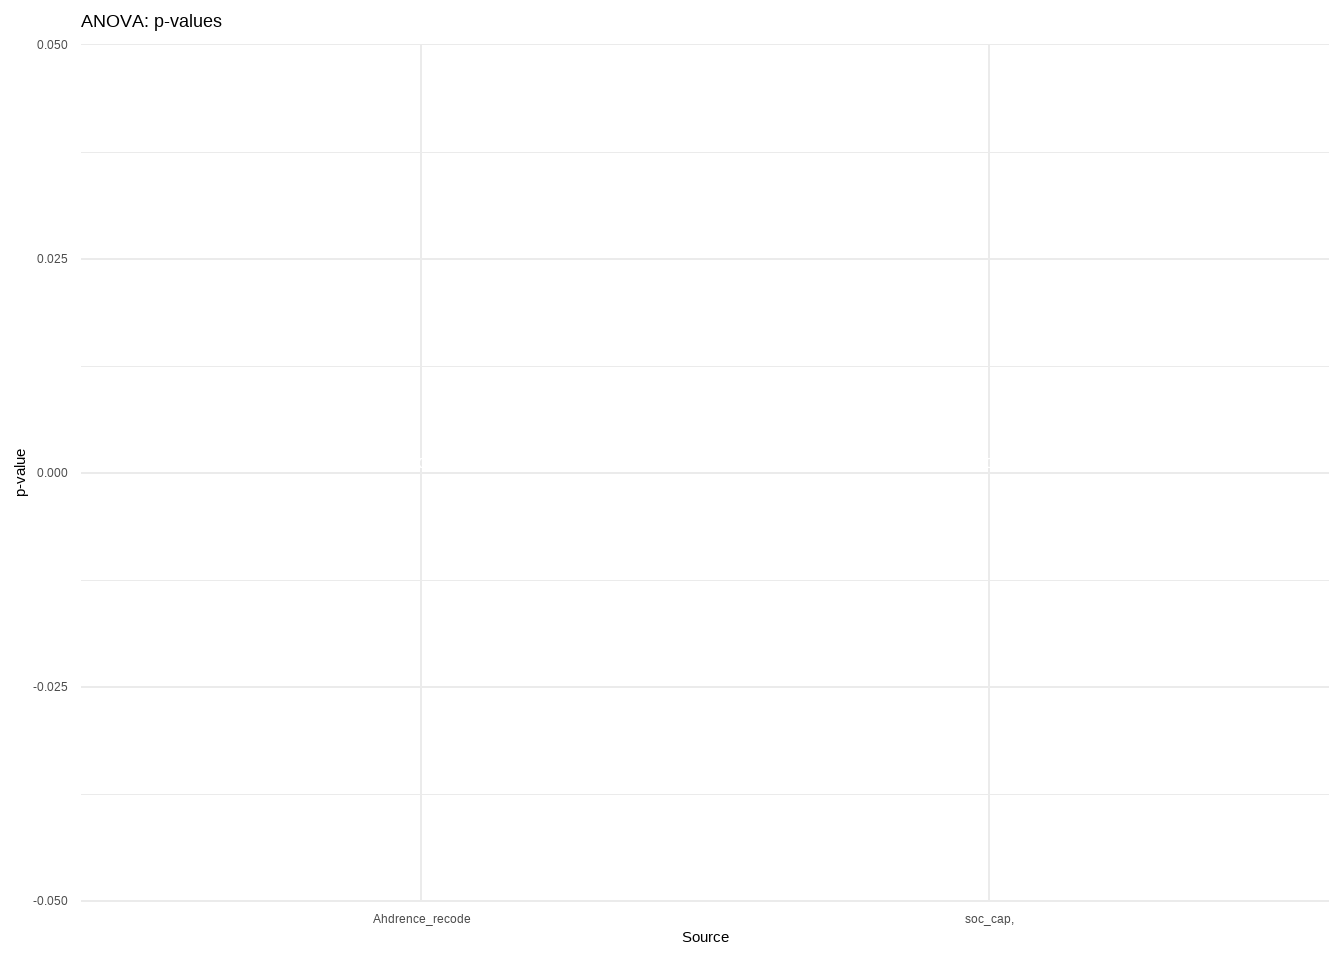 ANOVA: p-values
0.050
0.025
0.000
-0.025
-0.050
p-value
Ahdrence_recode
soc_cap,
Source